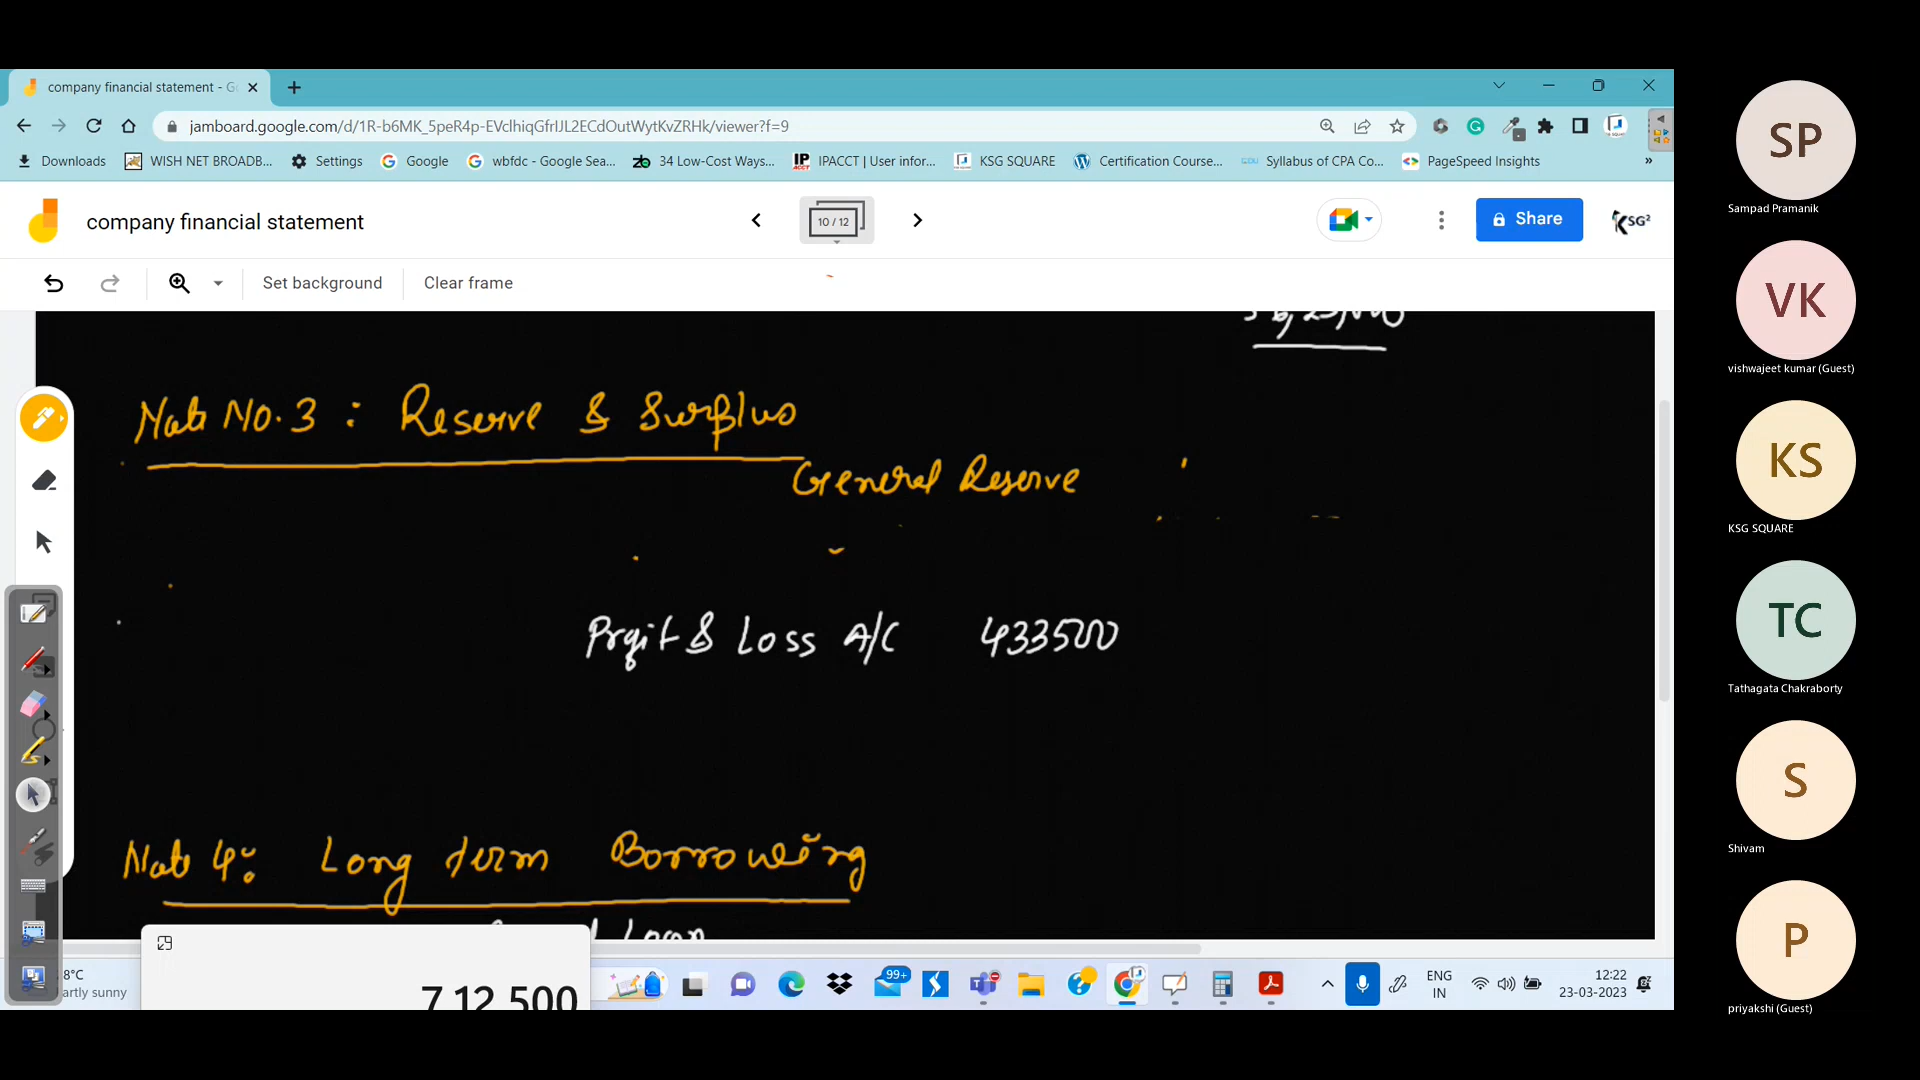 company financial statement - G
jamboard.google.com/d/1R-b6MK_5peR4p-EVclhiqGfrIJL2ECdOutWytKvZRHk/viewer?f=9
Downloads
WISH NET BROADB...
Settings
Google
wbfdc - Google Sea...
34 Low-Cost Ways...
IPACCT | User infor...
KSG SQUARE
Certification Course...
Syllabus of CPA Co...
PageSpeed Insights
»
company financial statement
10 / 12
Share
KSG²
Set background
Clear frame
Note No. 3 : Reserve & Surplus
General Reserve
Profit & Loss A/C 433500
Note 4: Long term Borrowing
Loan
7,12,500
8°C
artly sunny
99+
ENG
IN
12:22
23-03-2023
SP
Sampad Pramanik
VK
vishwajeet kumar (Guest)
KS
KSG SQUARE
TC
Tathagata Chakraborty
S
Shivam
P
priyakshi (Guest)